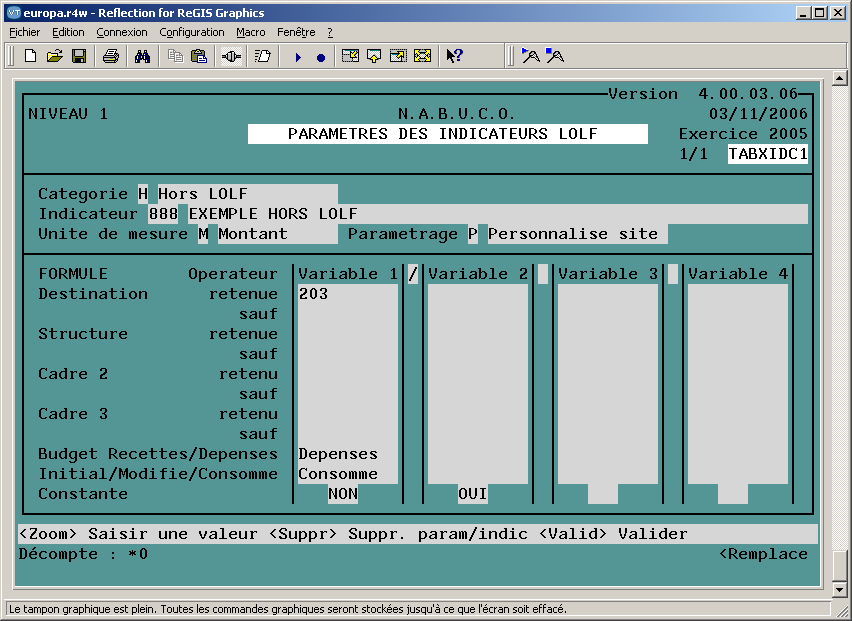 europa.r4w - Reflection for ReGIS Graphics
Fichier Edition Connexion Configuration Macro Fenêtre ?
Version 4.00.03.06
NIVEAU 1 N.A.B.U.C.O. 03/11/2006
PARAMETRES DES INDICATEURS LOLF Exercice 2005
1/1 TABXIDC1
Categorie H Hors LOLF
Indicateur 888 EXEMPLE HORS LOLF
Unite de mesure M Montant Parametrage P Personnalise site
FORMULE Operateur Variable 1 / Variable 2 Variable 3 Variable 4
Destination retenue 203
sauf
Structure retenue
sauf
Cadre 2 retenu
sauf
Cadre 3 retenu
sauf
Budget Recettes/Depenses Depenses
Initial/Modifie/Consomme Consomme
Constante NON OUI
<Zoom> Saisir une valeur <Suppr> Suppr. param/indic <Valid> Valider
Décompte : *0 <Remplace
Le tampon graphique est plein. Toutes les commandes graphiques seront stockées jusqu'à ce que l'écran soit effacé.